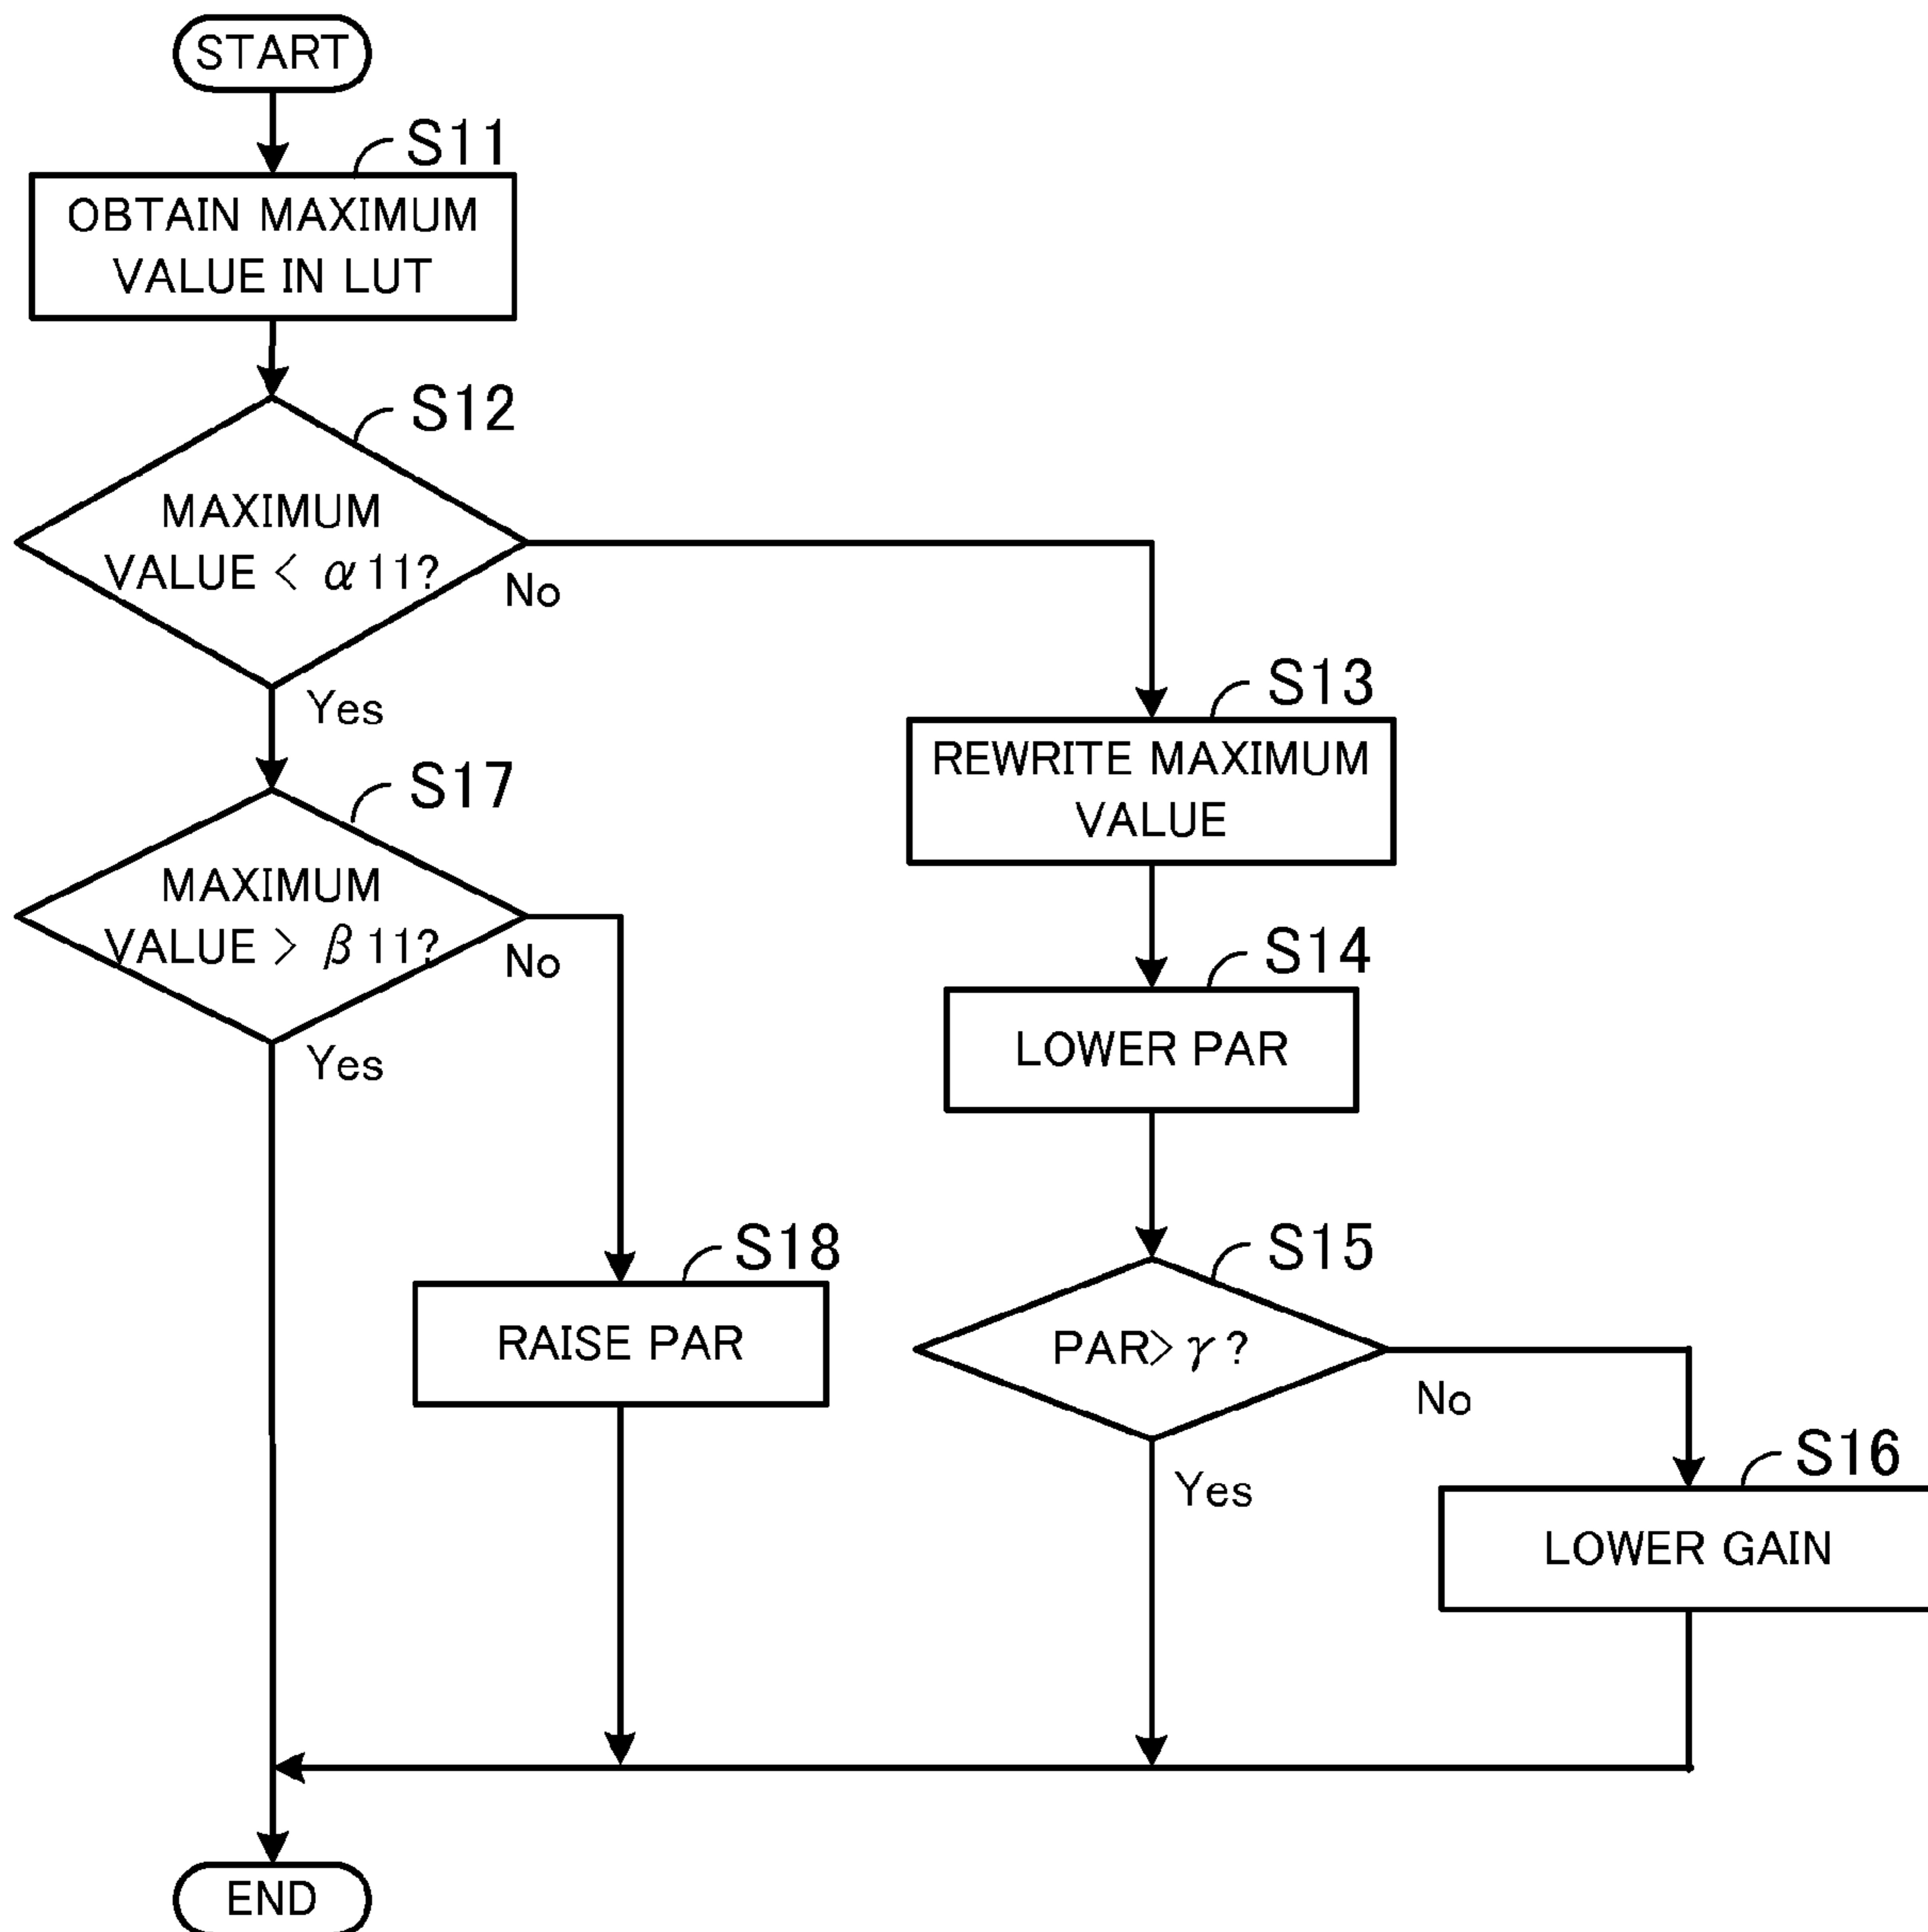 START
S11
OBTAIN MAXIMUM
VALUE IN LUT
S12
MAXIMUM
VALUE < α11?
No
Yes
S13
REWRITE MAXIMUM
VALUE
S17
MAXIMUM
VALUE > β11?
No
Yes
S14
LOWER PAR
S18
RAISE PAR
S15
PAR>γ?
No
Yes
S16
LOWER GAIN
END